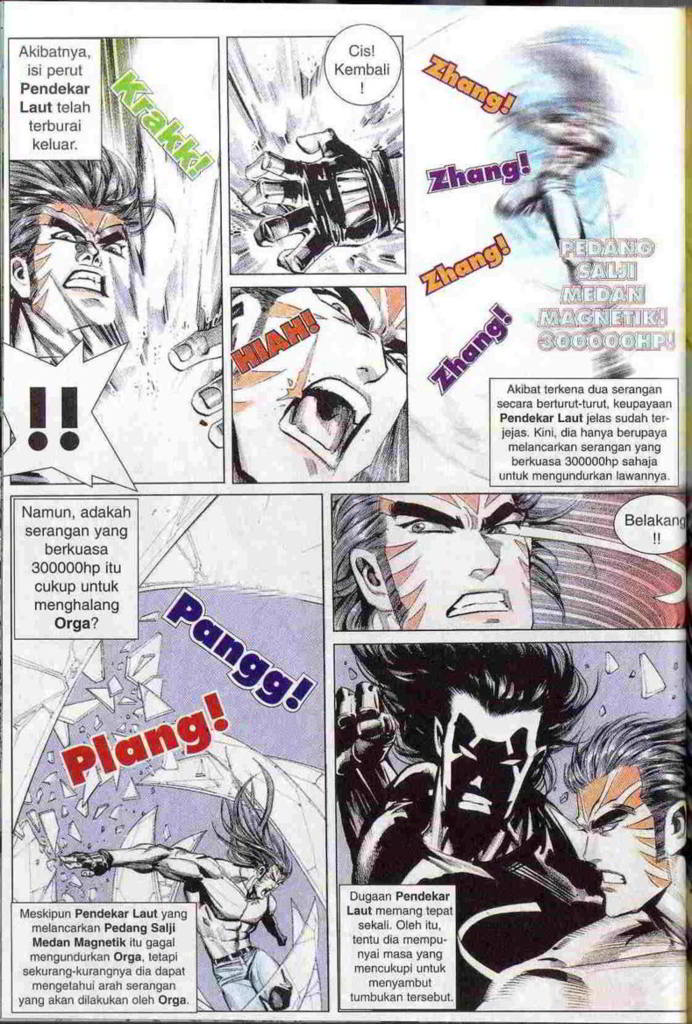 Akibatnya,
isi perut
Pendekar
Laut telah
terburai
keluar.
Krakk!
!!
Cis!
Kembali
!
HIAH!
Zhang!
Zhang!
Zhang!
Zhang!
PEDANG
SALJI
MEDAN
MAGNETIK!
300000HP!
Akibat terkena dua serangan
secara berturut-turut, keupayaan
Pendekar Laut jelas sudah ter-
jejas. Kini, dia hanya berupaya
melancarkan serangan yang
berkuasa 300000hp sahaja
untuk mengundurkan lawannya.
Namun, adakah
serangan yang
berkuasa
300000hp itu
cukup untuk
menghalang
Orga?
Pangg!
Plang!
Meskipun Pendekar Laut yang
melancarkan Pedang Salji
Medan Magnetik itu gagal
mengundurkan Orga, tetapi
sekurang-kurangnya dia dapat
mengetahui arah serangan
yang akan dilakukan oleh Orga.
Belakang
!!
Dugaan Pendekar
Laut memang tepat
sekali. Oleh itu,
tentu dia mempu-
nyai masa yang
mencukupi untuk
menyambut
tumbukan tersebut.